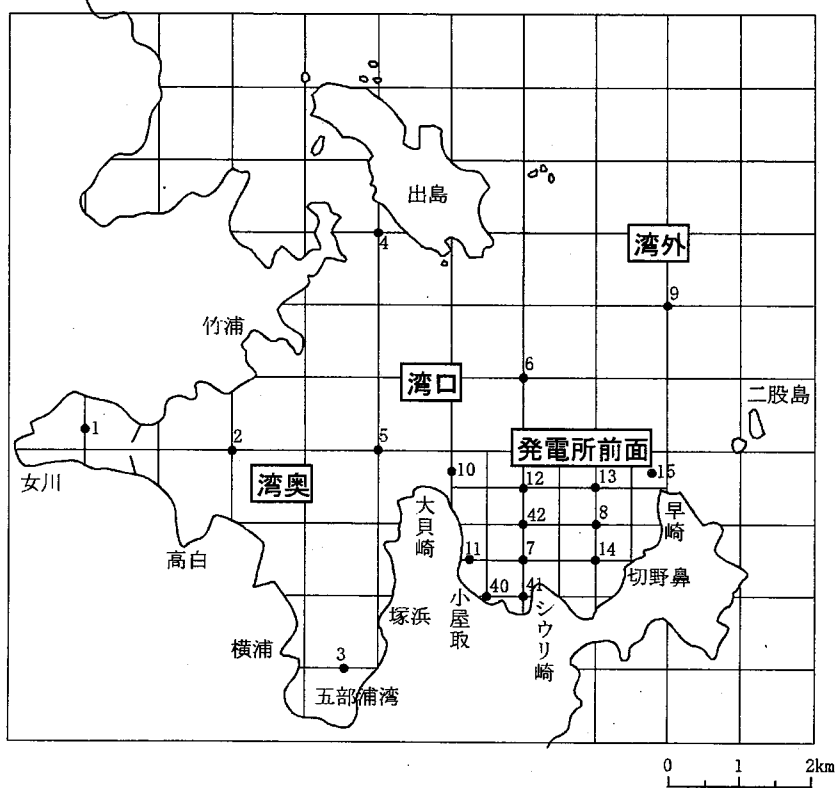 出島
湾外
4
9
竹浦
6
湾口
二股島
1
2
5
発電所前面
10
15
女川
湾奥
12
13
大貝崎
42
8
早崎
高白
11
7
14
切野鼻
40
41
塚浜
小屋取
シウリ崎
横浦
3
五部浦湾
0 1 2km